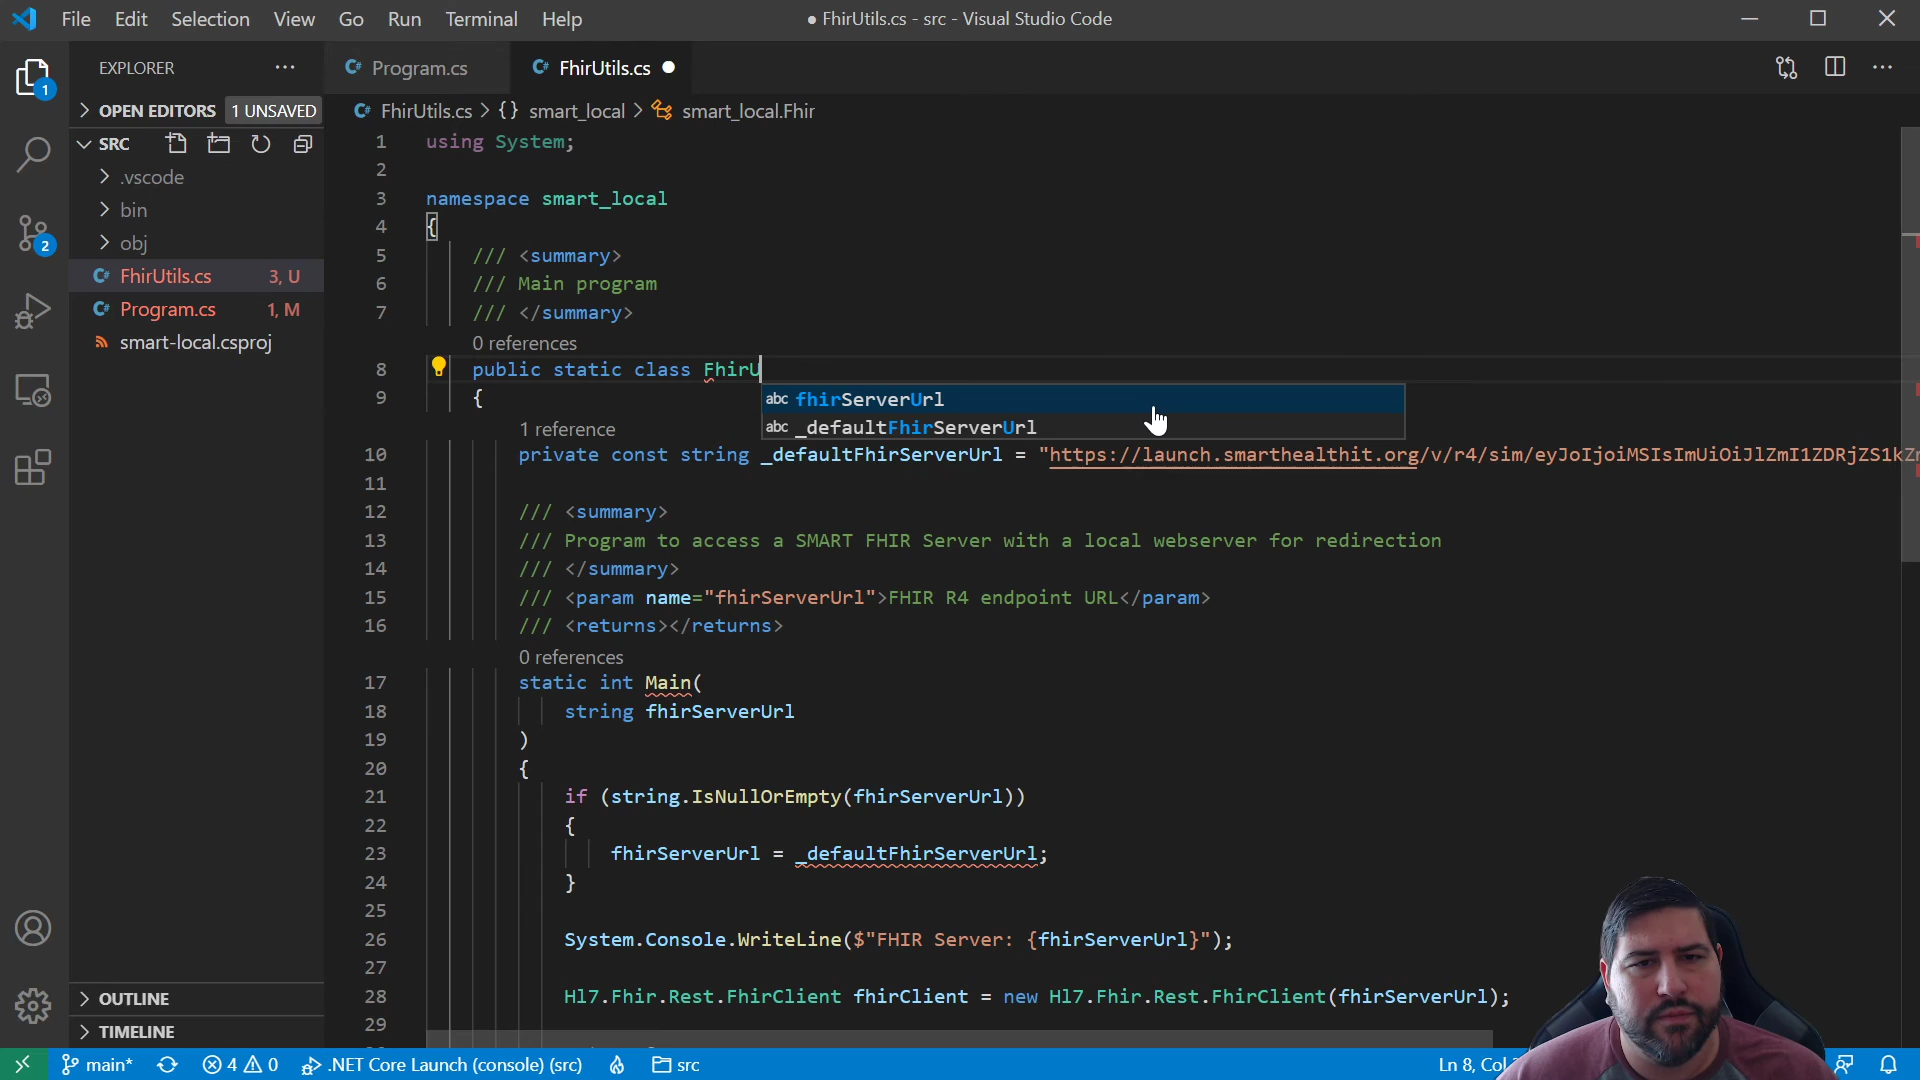 File Edit Selection View Go Run Terminal Help
● FhirUtils.cs - src - Visual Studio Code
EXPLORER
OPEN EDITORS 1 UNSAVED
SRC
.vscode
bin
obj
FhirUtils.cs 3, U
Program.cs 1, M
smart-local.csproj
OUTLINE
TIMELINE
1
2
Program.cs
FhirUtils.cs ●
FhirUtils.cs > {} smart_local > smart_local.Fhir
1 using System;
2
3 namespace smart_local
4 {
5 /// <summary>
6 /// Main program
7 /// </summary>
0 references
8 public static class FhirU
9 {
abc fhirServerUrl
abc _defaultFhirServerUrl
1 reference
10 private const string _defaultFhirServerUrl = "https://launch.smarthealthit.org/v/r4/sim/
11
12 /// <summary>
13 /// Program to access a SMART FHIR Server with a local webserver for redirection
14 /// </summary>
15 /// <param name="fhirServerUrl">FHIR R4 endpoint URL</param>
16 /// <returns></returns>
0 references
17 static int Main(
18 string fhirServerUrl
19 )
20 {
21 if (string.IsNullOrEmpty(fhirServerUrl))
22 {
23 fhirServerUrl = _defaultFhirServerUrl;
24 }
25
26 System.Console.WriteLine($"FHIR Server: {fhirServerUrl}");
27
28 Hl7.Fhir.Rest.FhirClient fhirClient = new Hl7.Fhir.Rest.FhirClient(fhirServerUrl);
29
main* 4 0 .NET Core Launch (console) (src) src Ln 8,